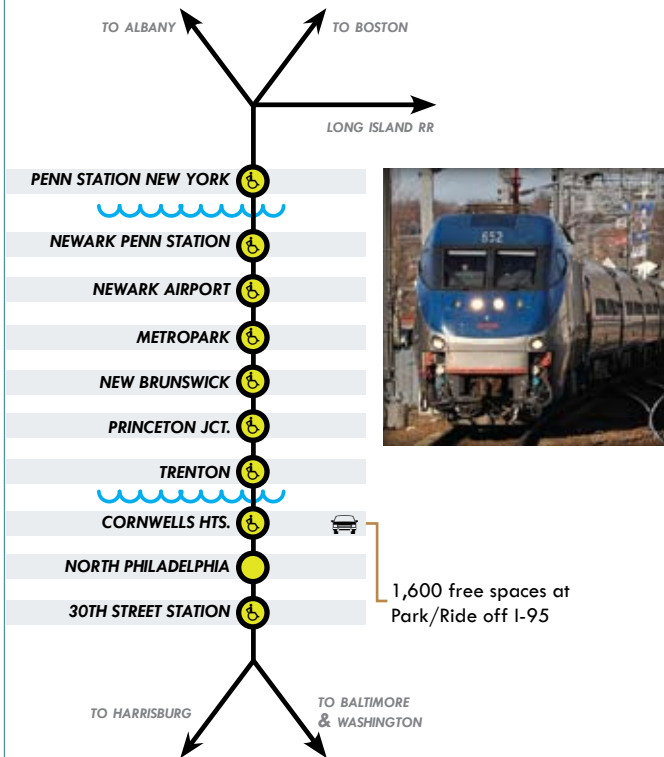 TO ALBANY
TO BOSTON
LONG ISLAND RR
PENN STATION NEW YORK
NEWARK PENN STATION
NEWARK AIRPORT
METROPARK
NEW BRUNSWICK
PRINCETON JCT.
TRENTON
CORNWELLS HTS.
NORTH PHILADELPHIA
30TH STREET STATION
1,600 free spaces at
Park/Ride off I-95
TO HARRISBURG
TO BALTIMORE
& WASHINGTON
652